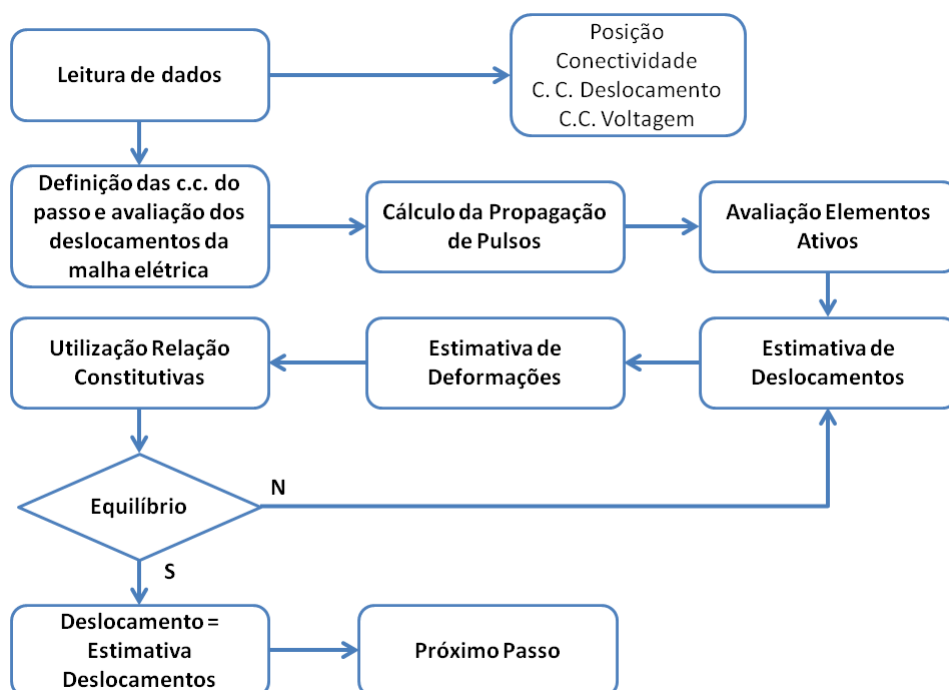 Leitura de dados
Posição
Conectividade
C. C. Deslocamento
C.C. Voltagem
Definição das c.c. do
passo e avaliação dos
deslocamentos da
malha elétrica
Cálculo da Propagação
de Pulsos
Avaliação Elementos
Ativos
Utilização Relação
Constitutivas
Estimativa de
Deformações
Estimativa de
Deslocamentos
Equilíbrio
N
S
Deslocamento =
Estimativa
Deslocamentos
Próximo Passo